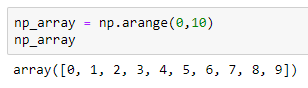 np_array = np.arange(0,10)
np_array
array([0, 1, 2, 3, 4, 5, 6, 7, 8, 9])